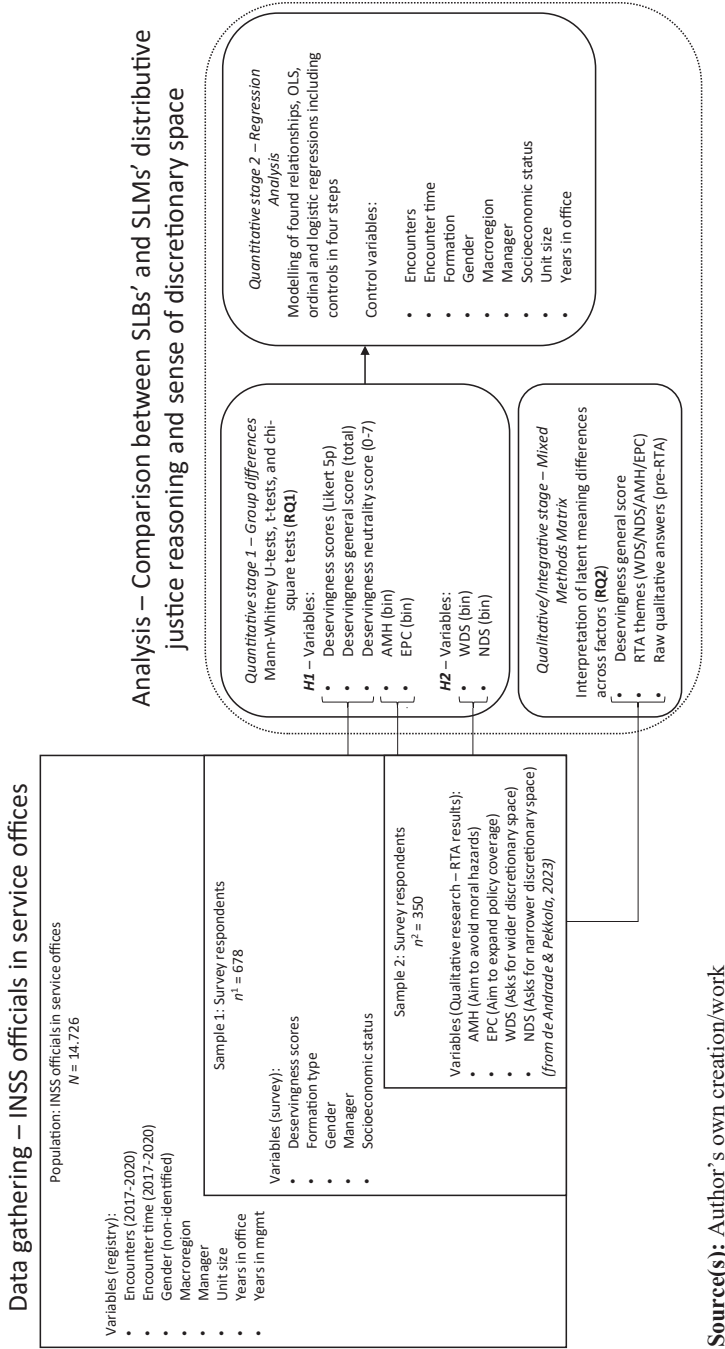 Data gathering – INSS officials in service offices
Population: INSS officials in service offices
N = 14.726
Variables (registry):
• Encounters (2017-2020)
• Encounter time (2017-2020)
• Gender (non-identified)
• Macroregion
• Manager
• Unit size
• Years in office
• Years in mgmt
Sample 1: Survey respondents
n¹ = 678
Variables (survey):
• Deservingness scores
• Formation type
• Gender
• Manager
• Socioeconomic status
Sample 2: Survey respondents
n² = 350
Variables (Qualitative research – RTA results):
• AMH (Aim to avoid moral hazards)
• EPC (Aim to expand policy coverage)
• WDS (Asks for wider discretionary space)
• NDS (Asks for narrower discretionary space)
(from de Andrade & Pekkola, 2023)
Analysis – Comparison between SLBs' and SLMs' distributive
justice reasoning and sense of discretionary space
Quantitative stage 1 – Group differences
Mann-Whitney U-tests, t-tests, and chi-
square tests (RQ1)
H1 – Variables:
• Deservingness scores (Likert 5p)
• Deservingness general score (total)
• Deservingness neutrality score (0-7)
• AMH (bin)
• EPC (bin)
H2 – Variables:
• WDS (bin)
• NDS (bin)
Quantitative stage 2 – Regression
Analysis
Modelling of found relationships, OLS,
ordinal and logistic regressions including
controls in four steps
Control variables:
• Encounters
• Encounter time
• Formation
• Gender
• Macroregion
• Manager
• Socioeconomic status
• Unit size
• Years in office
Qualitative/Integrative stage – Mixed
Methods Matrix
Interpretation of latent meaning differences
across factors (RQ2)
• Deservingness general score
• RTA themes (WDS/NDS/AMH/EPC)
• Raw qualitative answers (pre-RTA)
Source(s): Author's own creation/work